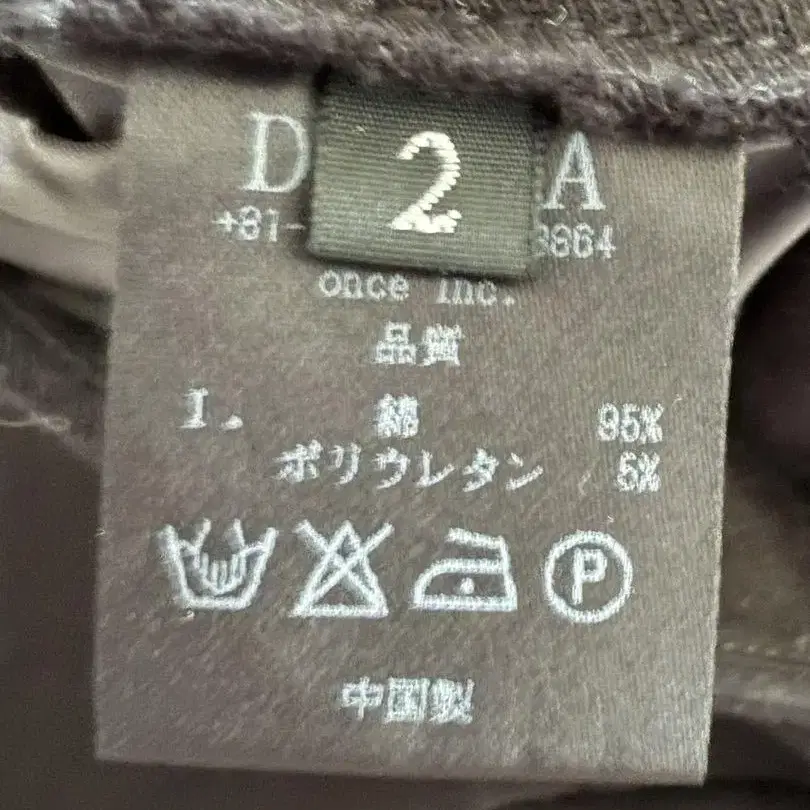 D 2 A
+81- 3864
once inc.
品質
1. 綿 95%
ポリウレタン 5%
P
中国製